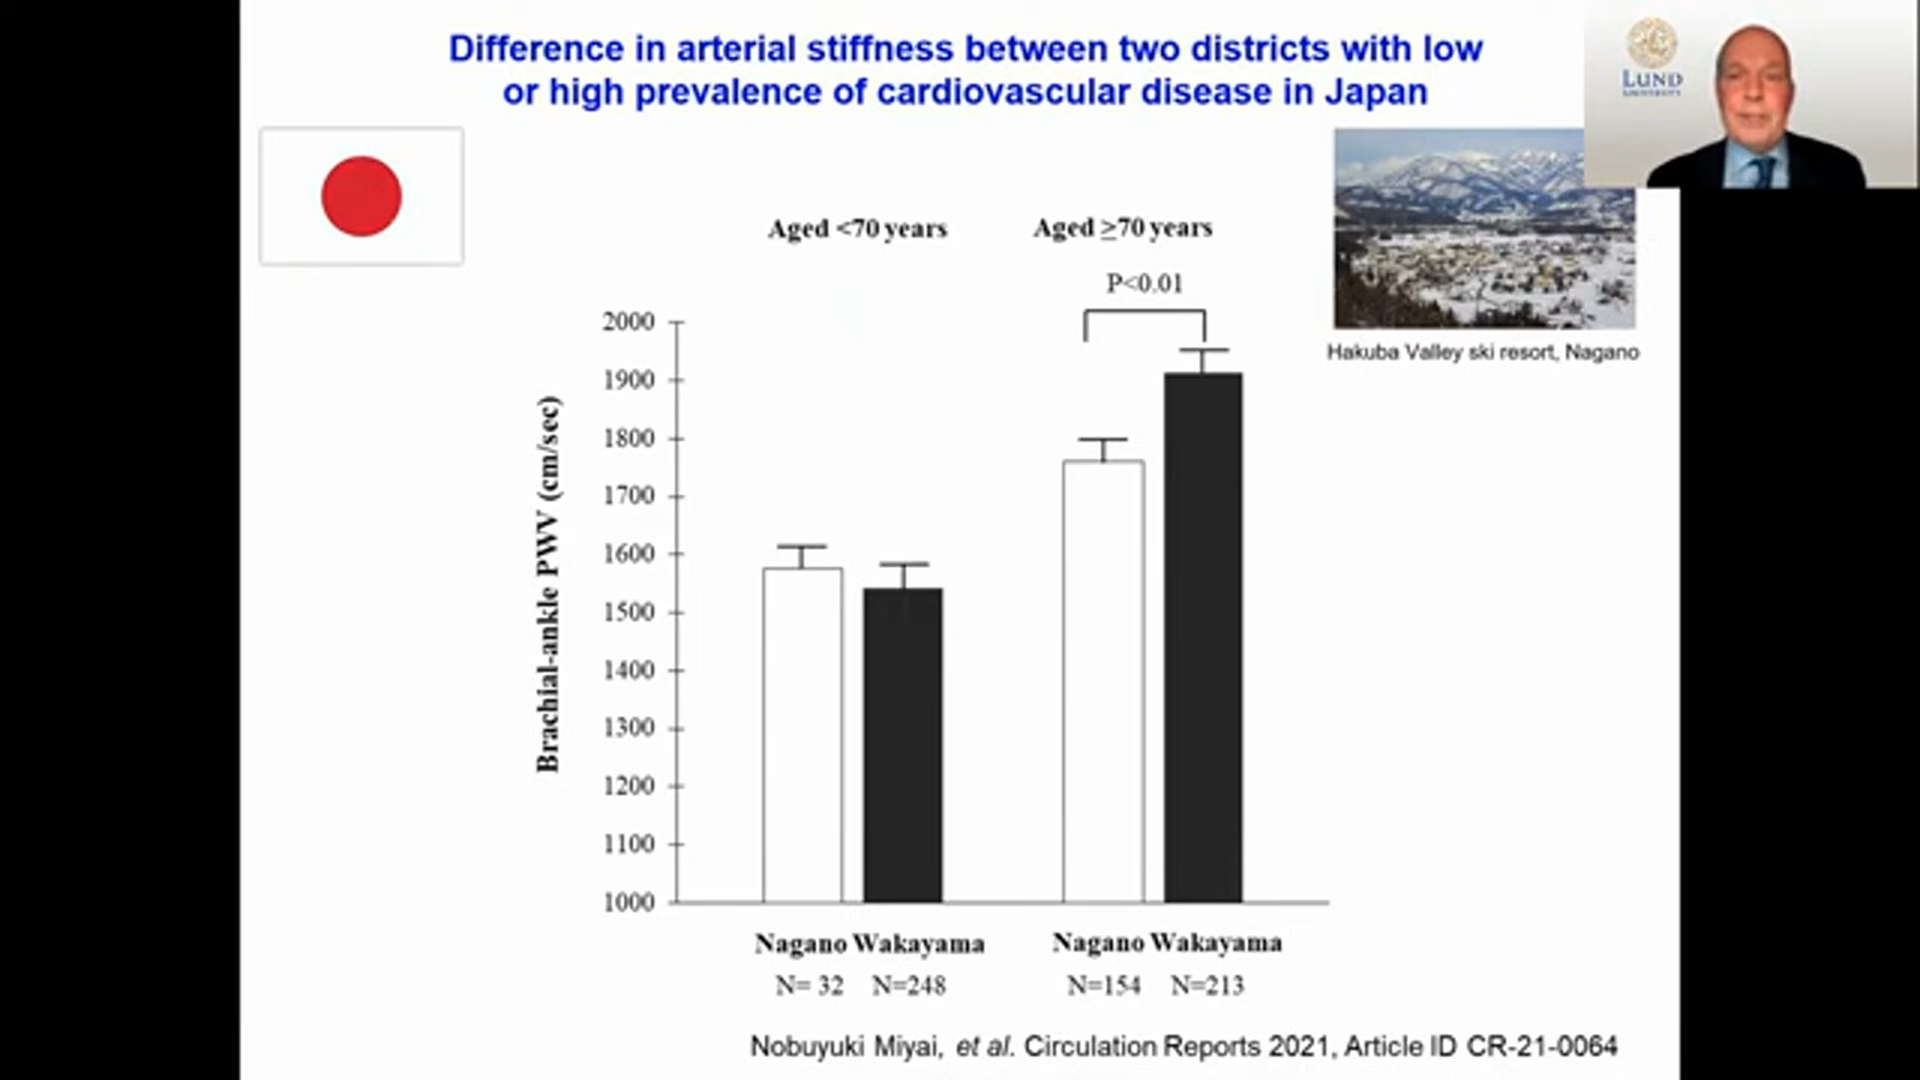 Difference in arterial stiffness between two districts with low
or high prevalence of cardiovascular disease in Japan
LUND
UNIVERSITY
Aged <70 years
Aged ≥70 years
P<0.01
Hakuba Valley ski resort, Nagano
Brachial-ankle PWV (cm/sec)
2000
1900
1800
1700
1600
1500
1400
1300
1200
1100
1000
Nagano Wakayama
Nagano Wakayama
N= 32 N=248
N=154 N=213
Nobuyuki Miyai, et al. Circulation Reports 2021, Article ID CR-21-0064